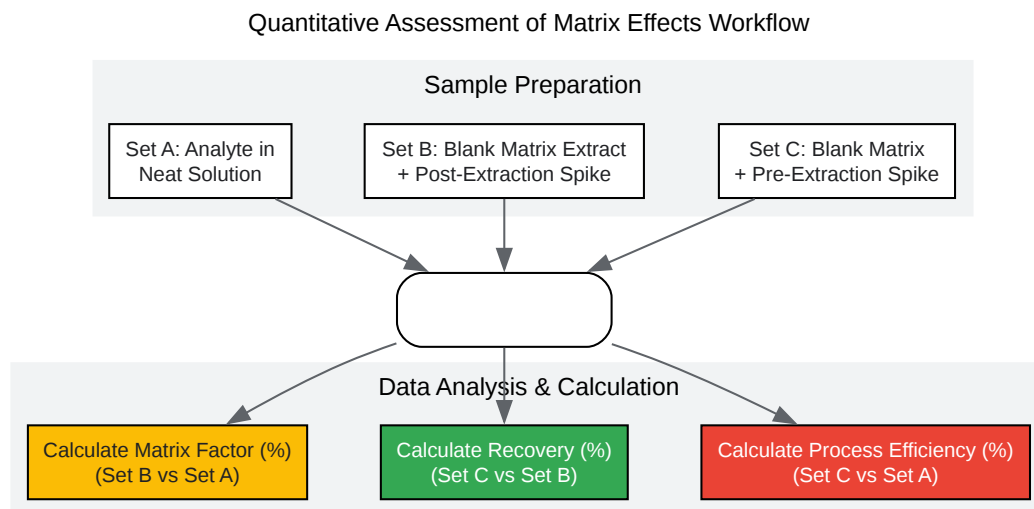 Quantitative Assessment of Matrix Effects Workflow
Sample Preparation
Set A: Analyte in
Neat Solution
Set B: Blank Matrix Extract
+ Post-Extraction Spike
Set C: Blank Matrix
+ Pre-Extraction Spike
Data Analysis & Calculation
Calculate Matrix Factor (%)
(Set B vs Set A)
Calculate Recovery (%)
(Set C vs Set B)
Calculate Process Efficiency (%)
(Set C vs Set A)